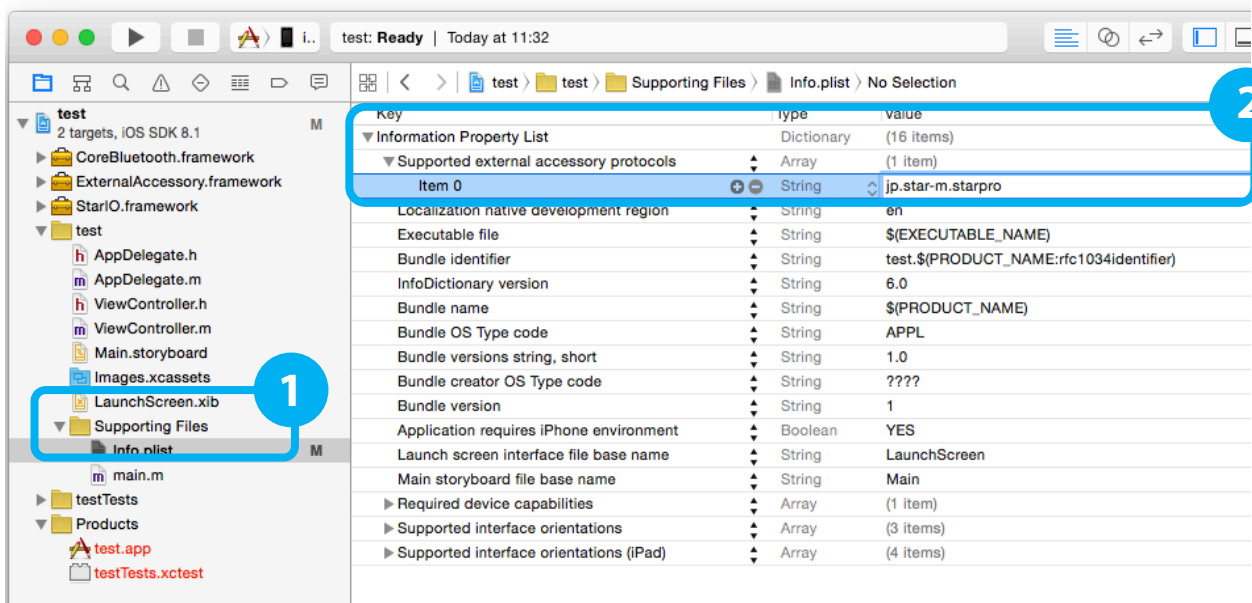 test: Ready | Today at 11:32
i..
test > test > Supporting Files > Info.plist > No Selection
2
test
2 targets, iOS SDK 8.1
M
CoreBluetooth.framework
ExternalAccessory.framework
StarIO.framework
test
h AppDelegate.h
m AppDelegate.m
h ViewController.h
m ViewController.m
Main.storyboard
Images.xcassets
LaunchScreen.xib
1
Supporting Files
Info.plist M
m main.m
testTests
Products
test.app
testTests.xctest
Key Type Value
Information Property List Dictionary (16 items)
Supported external accessory protocols Array (1 item)
Item 0 String jp.star-m.starpro
Localization native development region String en
Executable file String $(EXECUTABLE_NAME)
Bundle identifier String test.$(PRODUCT_NAME:rfc1034identifier)
InfoDictionary version String 6.0
Bundle name String $(PRODUCT_NAME)
Bundle OS Type code String APPL
Bundle versions string, short String 1.0
Bundle creator OS Type code String ????
Bundle version String 1
Application requires iPhone environment Boolean YES
Launch screen interface file base name String LaunchScreen
Main storyboard file base name String Main
Required device capabilities Array (1 item)
Supported interface orientations Array (3 items)
Supported interface orientations (iPad) Array (4 items)